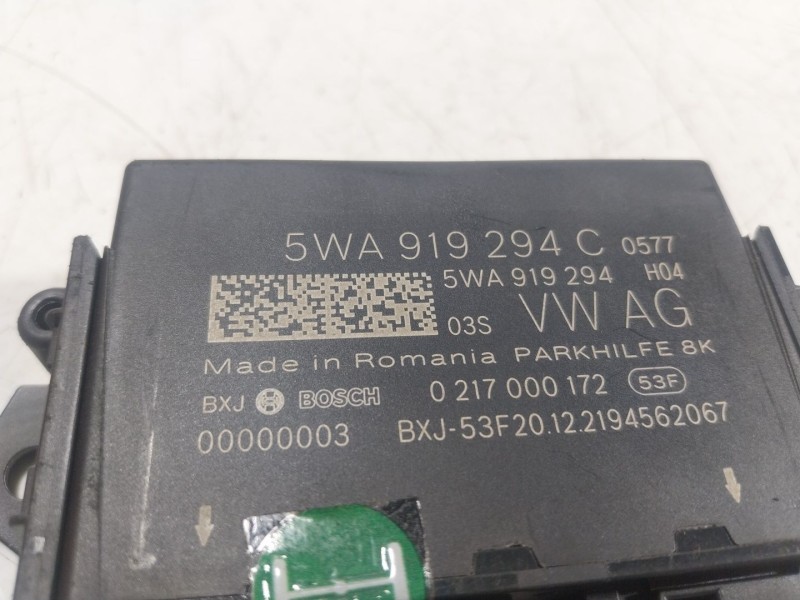 5WA 919 294 C 0577
5WA 919 294 H04
03S VW AG
Made in Romania PARKHILFE 8K
BXJ BOSCH 0 217 000 172 53F
00000003 BXJ-53F20.12.2194562067